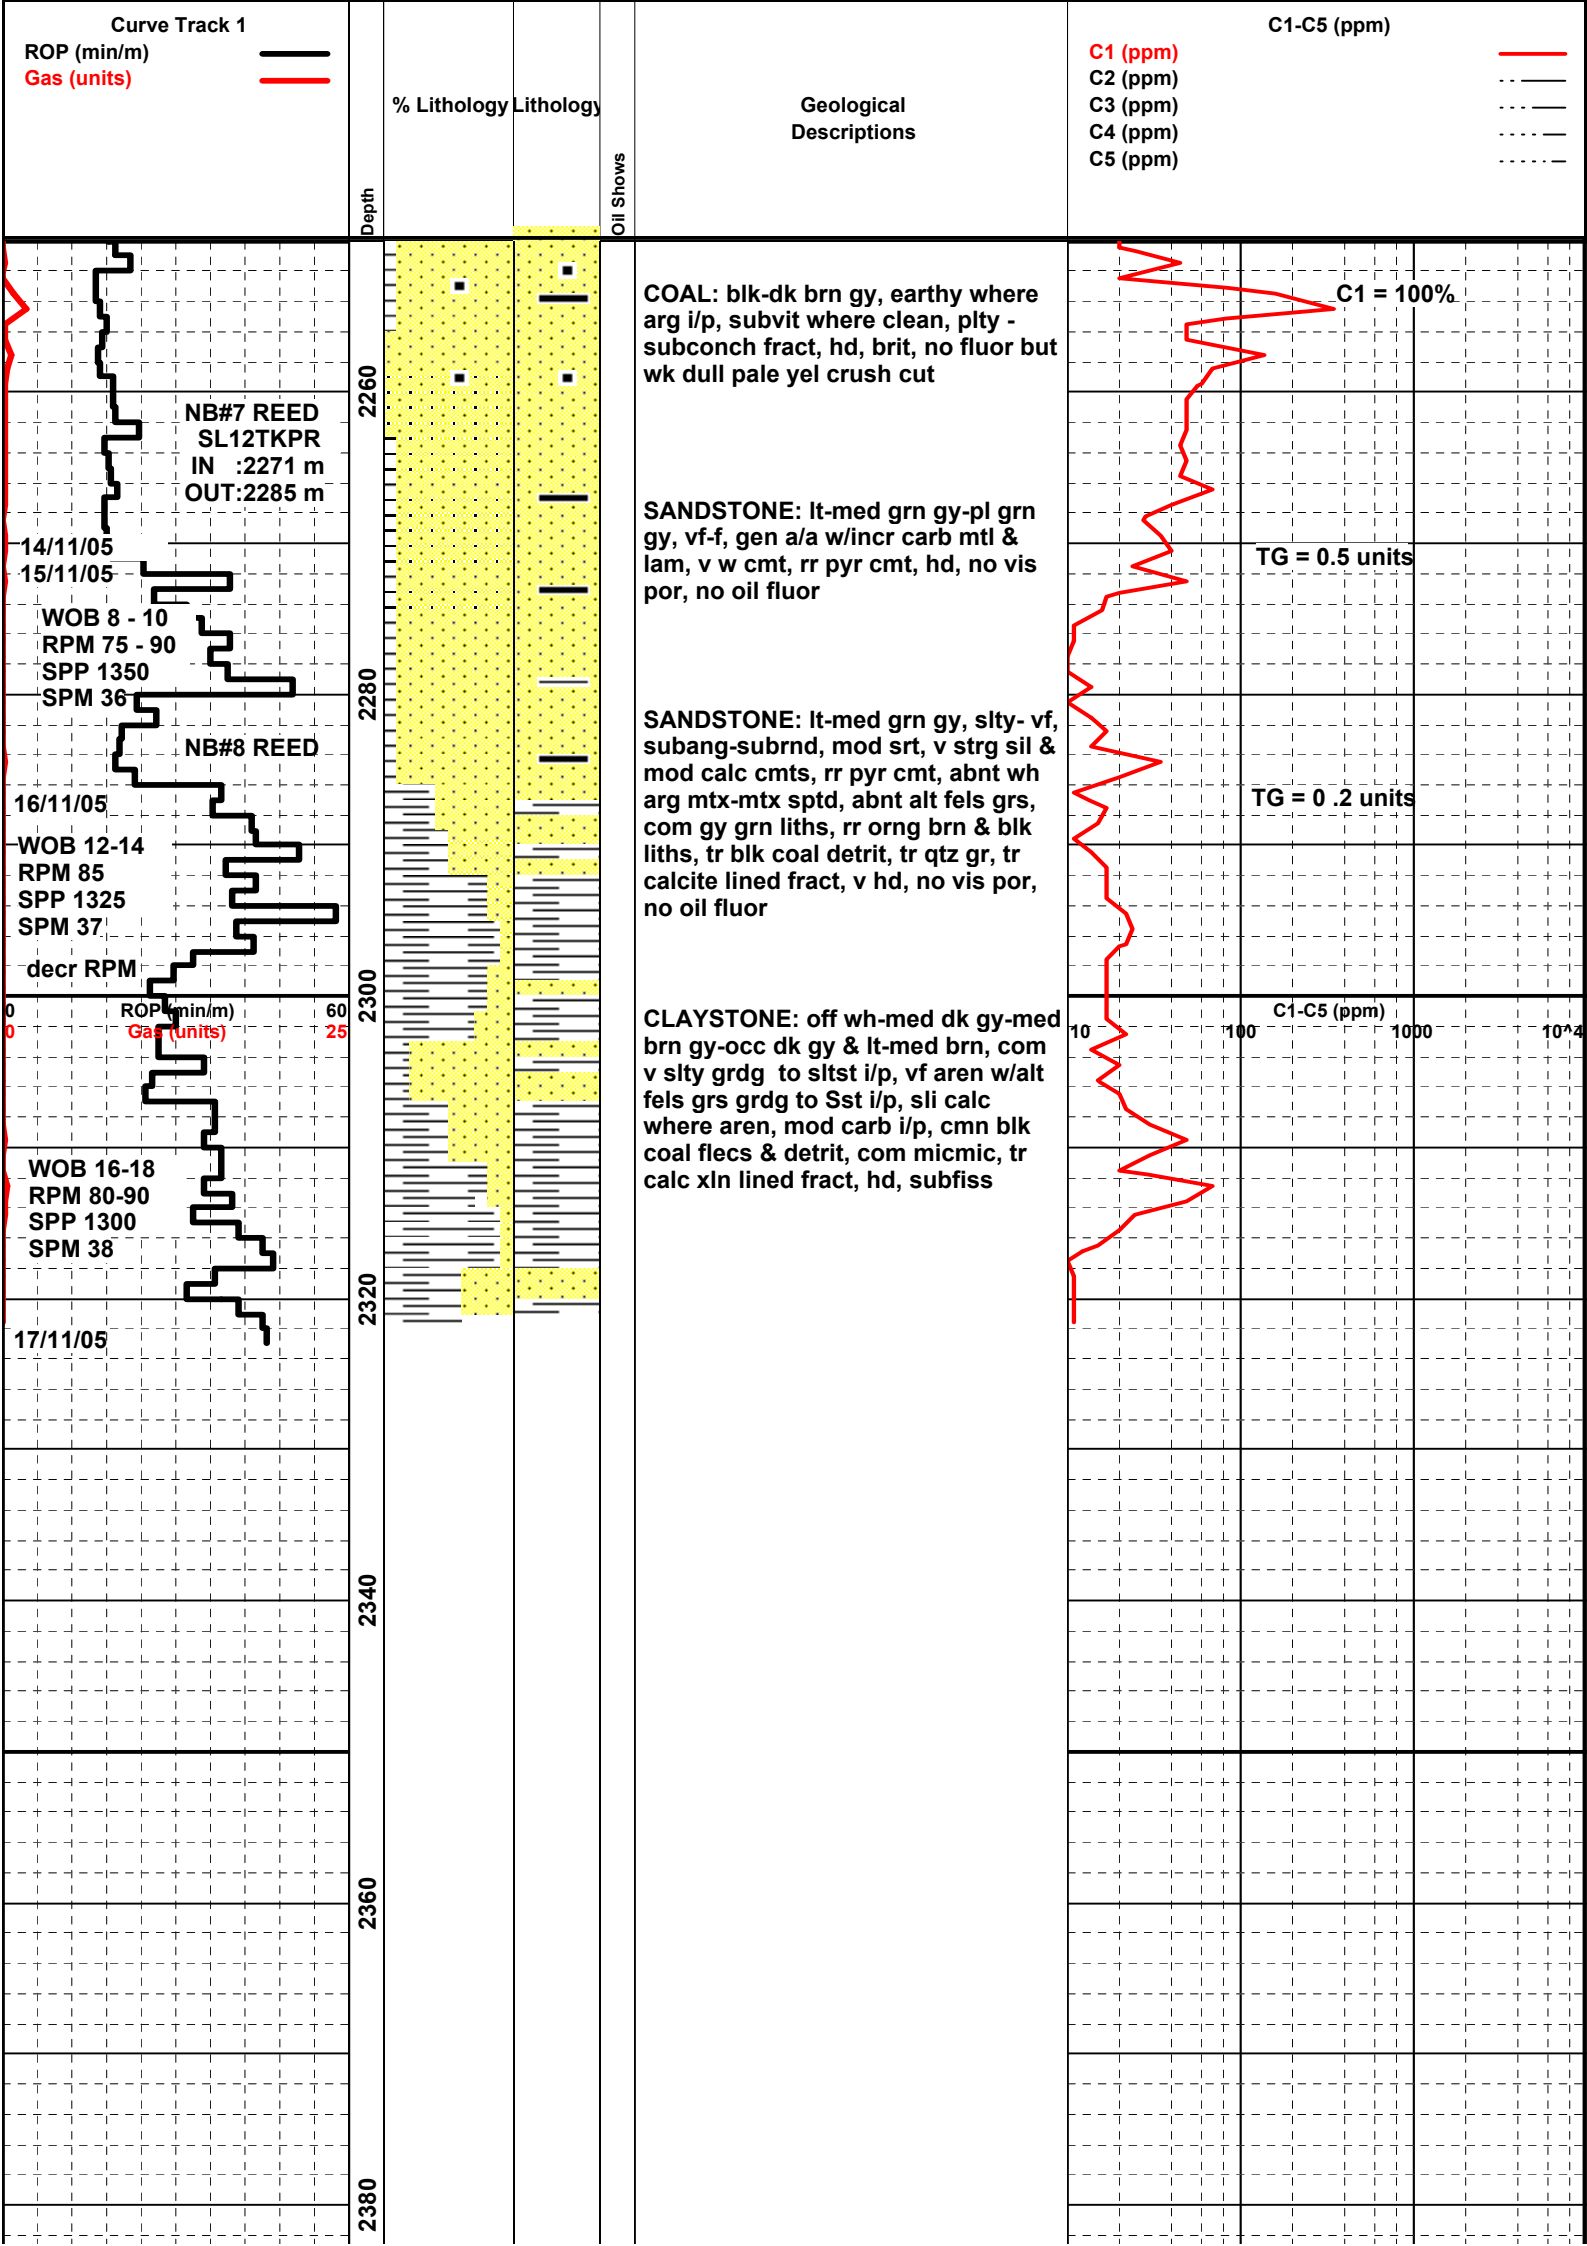 Curve Track 1
ROP (min/m)
Gas (units)
Depth
% Lithology
Lithology
Oil Shows
Geological
Descriptions
C1-C5 (ppm)
C1 (ppm)
C2 (ppm)
C3 (ppm)
C4 (ppm)
C5 (ppm)
NB#7 REED
SL12TKPR
IN :2271 m
OUT:2285 m
14/11/05
15/11/05
WOB 8 - 10
RPM 75 - 90
SPP 1350
SPM 36
NB#8 REED
16/11/05
WOB 12-14
RPM 85
SPP 1325
SPM 37
decr RPM
0 ROP (min/m) 60
0 Gas (units) 25
WOB 16-18
RPM 80-90
SPP 1300
SPM 38
17/11/05
2260
2280
2300
2320
2340
2360
2380
COAL: blk-dk brn gy, earthy where
arg i/p, subvit where clean, plty -
subconch fract, hd, brit, no fluor but
wk dull pale yel crush cut
SANDSTONE: lt-med grn gy-pl grn
gy, vf-f, gen a/a w/incr carb mtl &
lam, v w cmt, rr pyr cmt, hd, no vis
por, no oil fluor
SANDSTONE: lt-med grn gy, slty- vf,
subang-subrnd, mod srt, v strg sil &
mod calc cmts, rr pyr cmt, abnt wh
arg mtx-mtx sptd, abnt alt fels grs,
com gy grn liths, rr orng brn & blk
liths, tr blk coal detrit, tr qtz gr, tr
calcite lined fract, v hd, no vis por,
no oil fluor
CLAYSTONE: off wh-med dk gy-med
brn gy-occ dk gy & lt-med brn, com
v slty grdg to sltst i/p, vf aren w/alt
fels grs grdg to Sst i/p, sli calc
where aren, mod carb i/p, cmn blk
coal flecs & detrit, com micmic, tr
calc xln lined fract, hd, subfiss
C1 = 100%
TG = 0.5 units
TG = 0 .2 units
C1-C5 (ppm)
10 100 1000 10^4